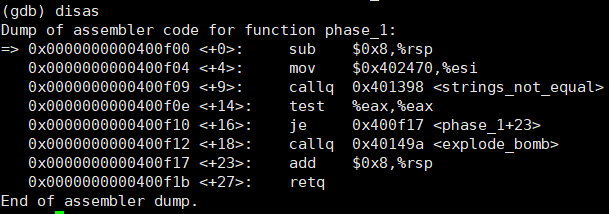 (gdb) disas
Dump of assembler code for function phase_1:
=> 0x0000000000400f00 <+0>:     sub    $0x8,%rsp
   0x0000000000400f04 <+4>:     mov    $0x402470,%esi
   0x0000000000400f09 <+9>:     callq  0x401398 <strings_not_equal>
   0x0000000000400f0e <+14>:    test   %eax,%eax
   0x0000000000400f10 <+16>:    je     0x400f17 <phase_1+23>
   0x0000000000400f12 <+18>:    callq  0x40149a <explode_bomb>
   0x0000000000400f17 <+23>:    add    $0x8,%rsp
   0x0000000000400f1b <+27>:    retq
End of assembler dump.